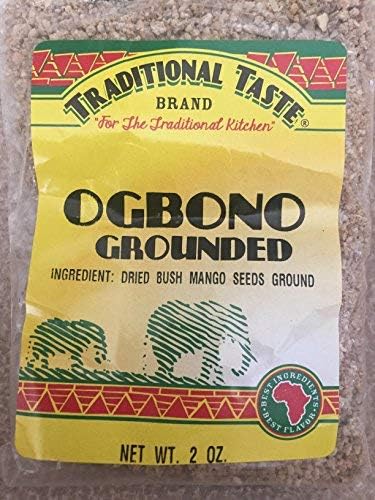 TRADITIONAL TASTE®
BRAND
"For The Traditional Kitchen"
OGBONO
GROUNDED
INGREDIENT: DRIED BUSH MANGO SEEDS GROUND
BEST INGREDIENTS
BEST FLAVOR
NET WT. 2 OZ.